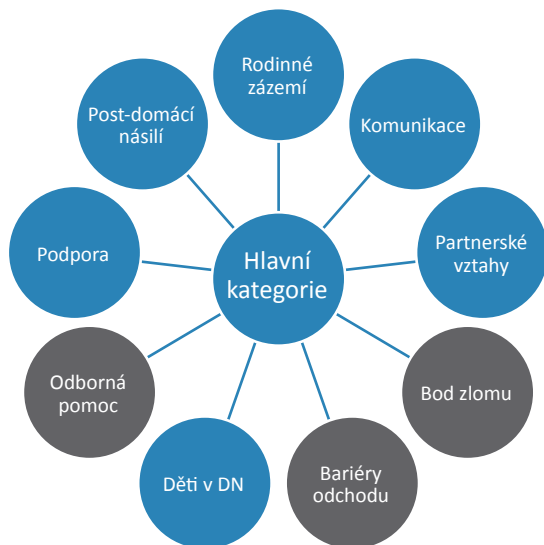 Rodinné
zázemí
Komunikace
Partnerské
vztahy
Bod zlomu
Bariéry
odchodu
Děti v DN
Odborná
pomoc
Podpora
Post-domácí
násilí
Hlavní
kategorie